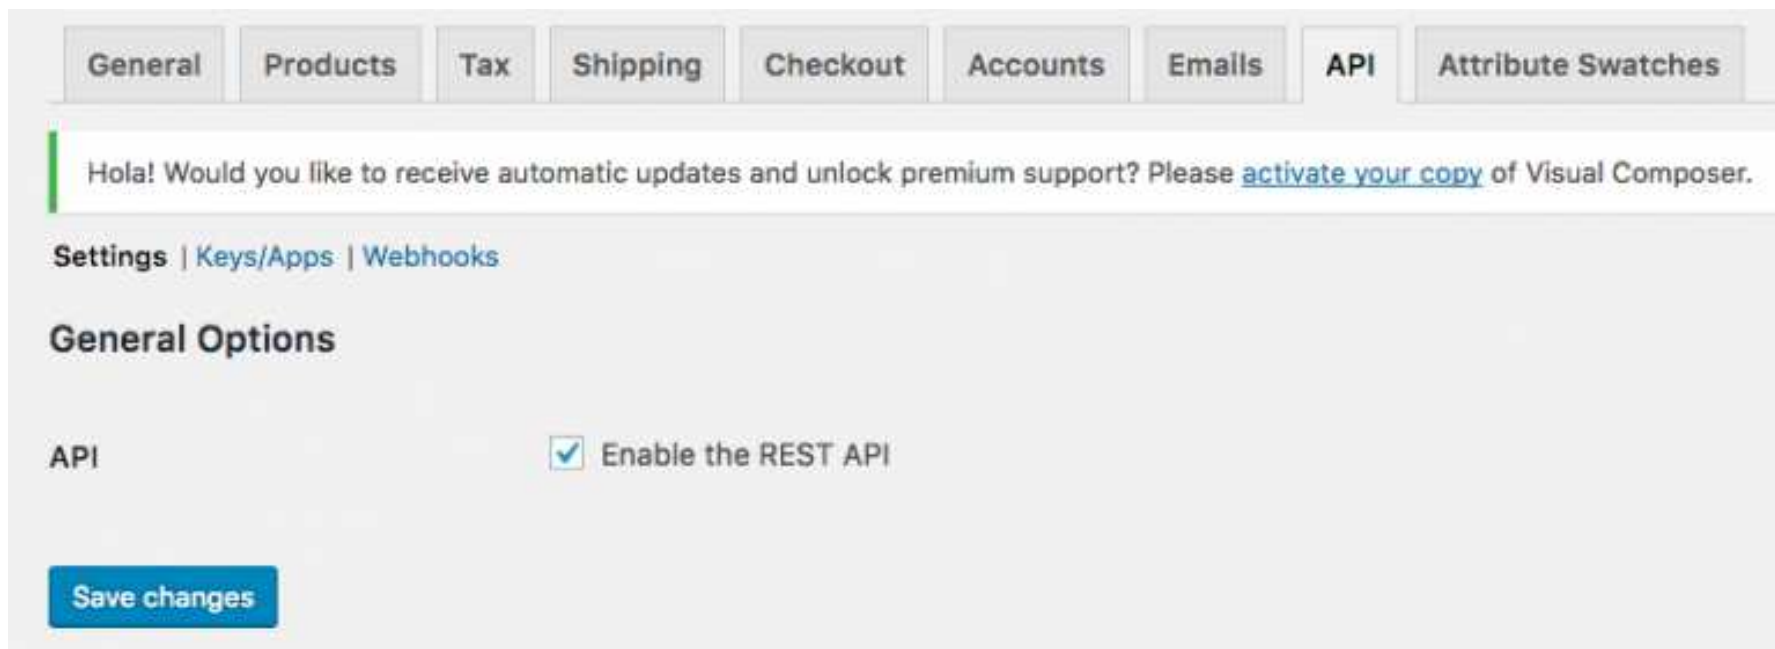 General Products Tax Shipping Checkout Accounts Emails API Attribute Swatches
Hola! Would you like to receive automatic updates and unlock premium support? Please activate your copy of Visual Composer.
Settings | Keys/Apps | Webhooks
General Options
API Enable the REST API
Save changes